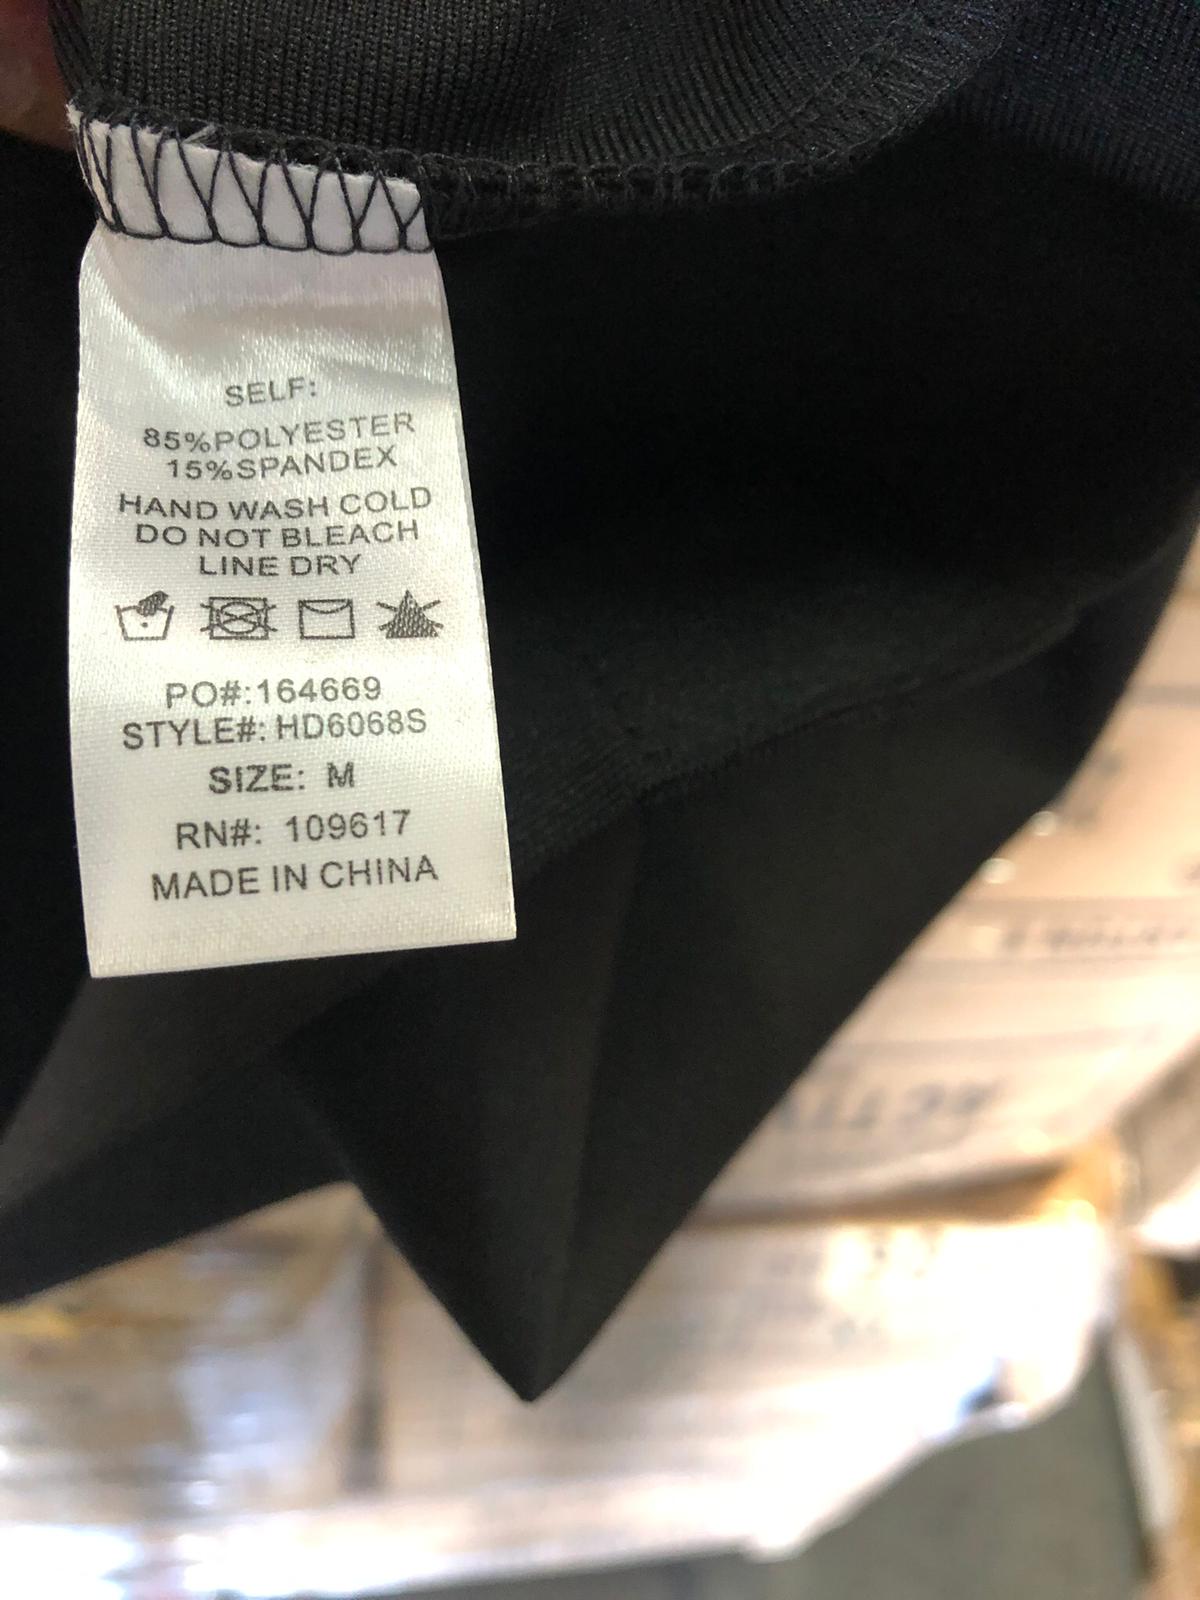 SELF:
85%POLYESTER
15%SPANDEX
HAND WASH COLD
DO NOT BLEACH
LINE DRY
PO#:164669
STYLE#: HD6068S
SIZE: M
RN#: 109617
MADE IN CHINA